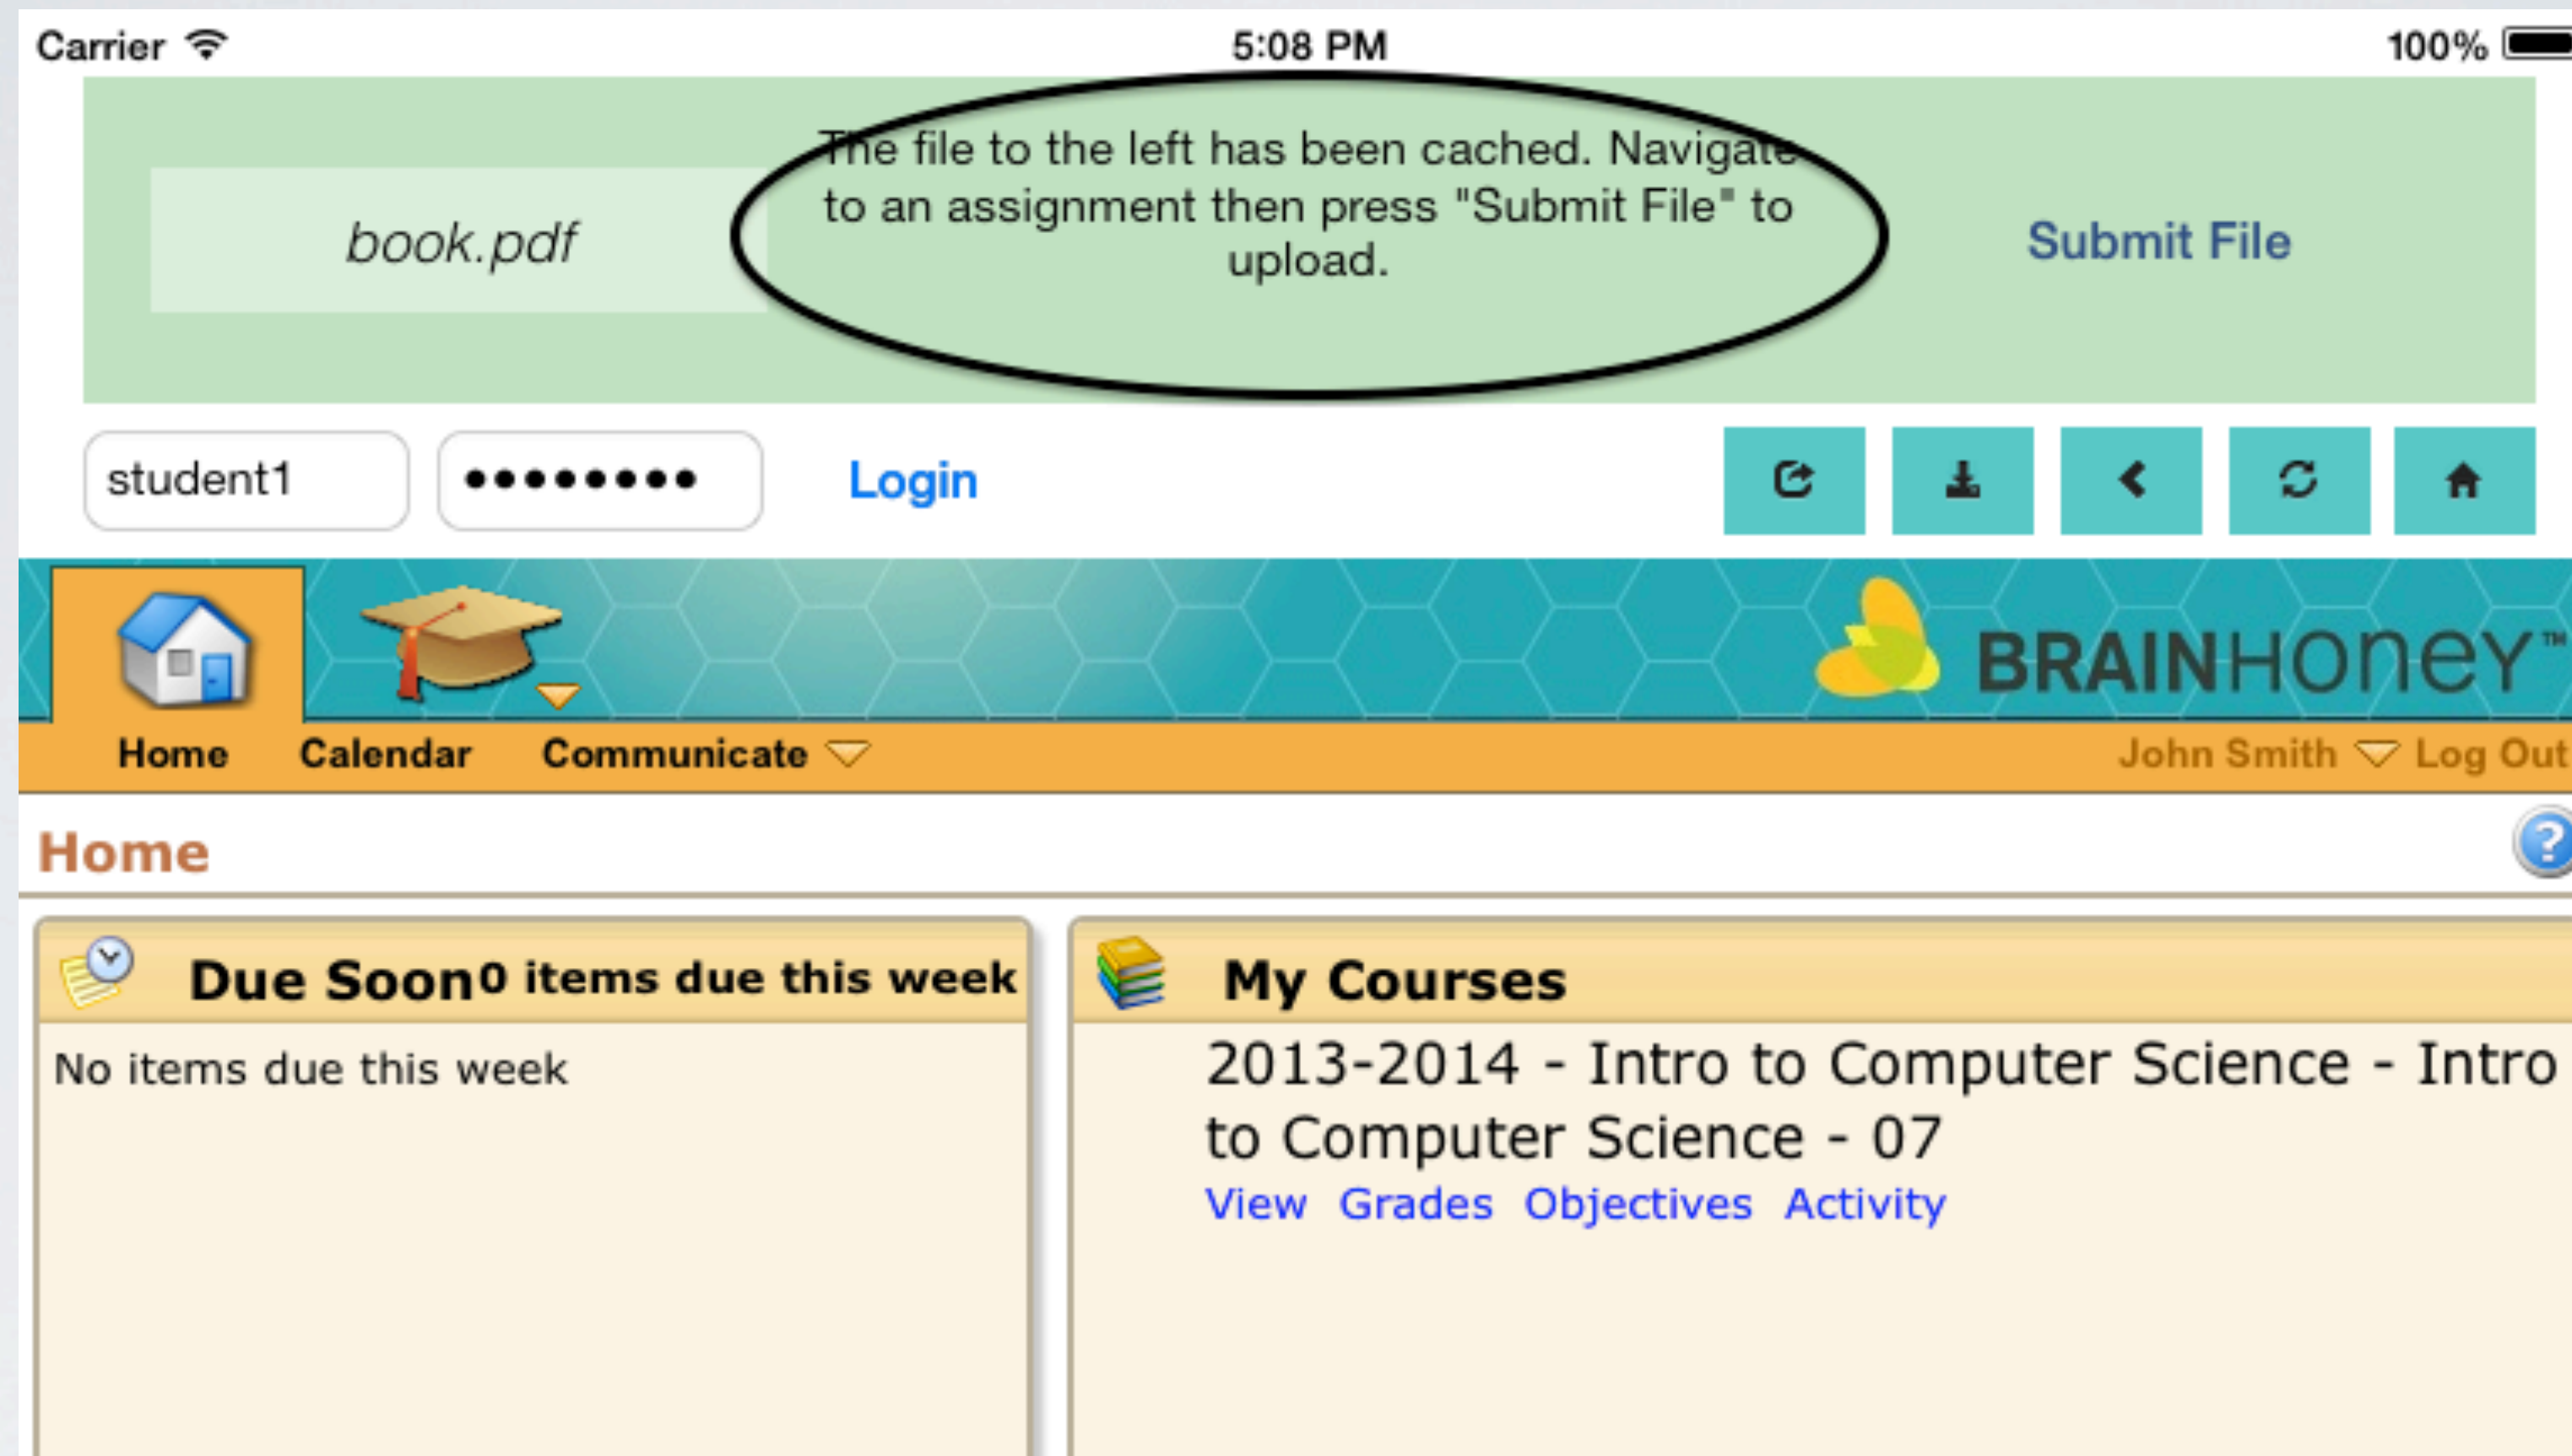 Carrier 5:08 PM 100%
The file to the left has been cached. Navigate
to an assignment then press "Submit File" to
upload.
book.pdf
Submit File
student1 •••••••• Login
BRAINHONEY™
Home Calendar Communicate John Smith Log Out
Home ?
Due Soon 0 items due this week
No items due this week
My Courses
2013-2014 - Intro to Computer Science - Intro
to Computer Science - 07
View Grades Objectives Activity